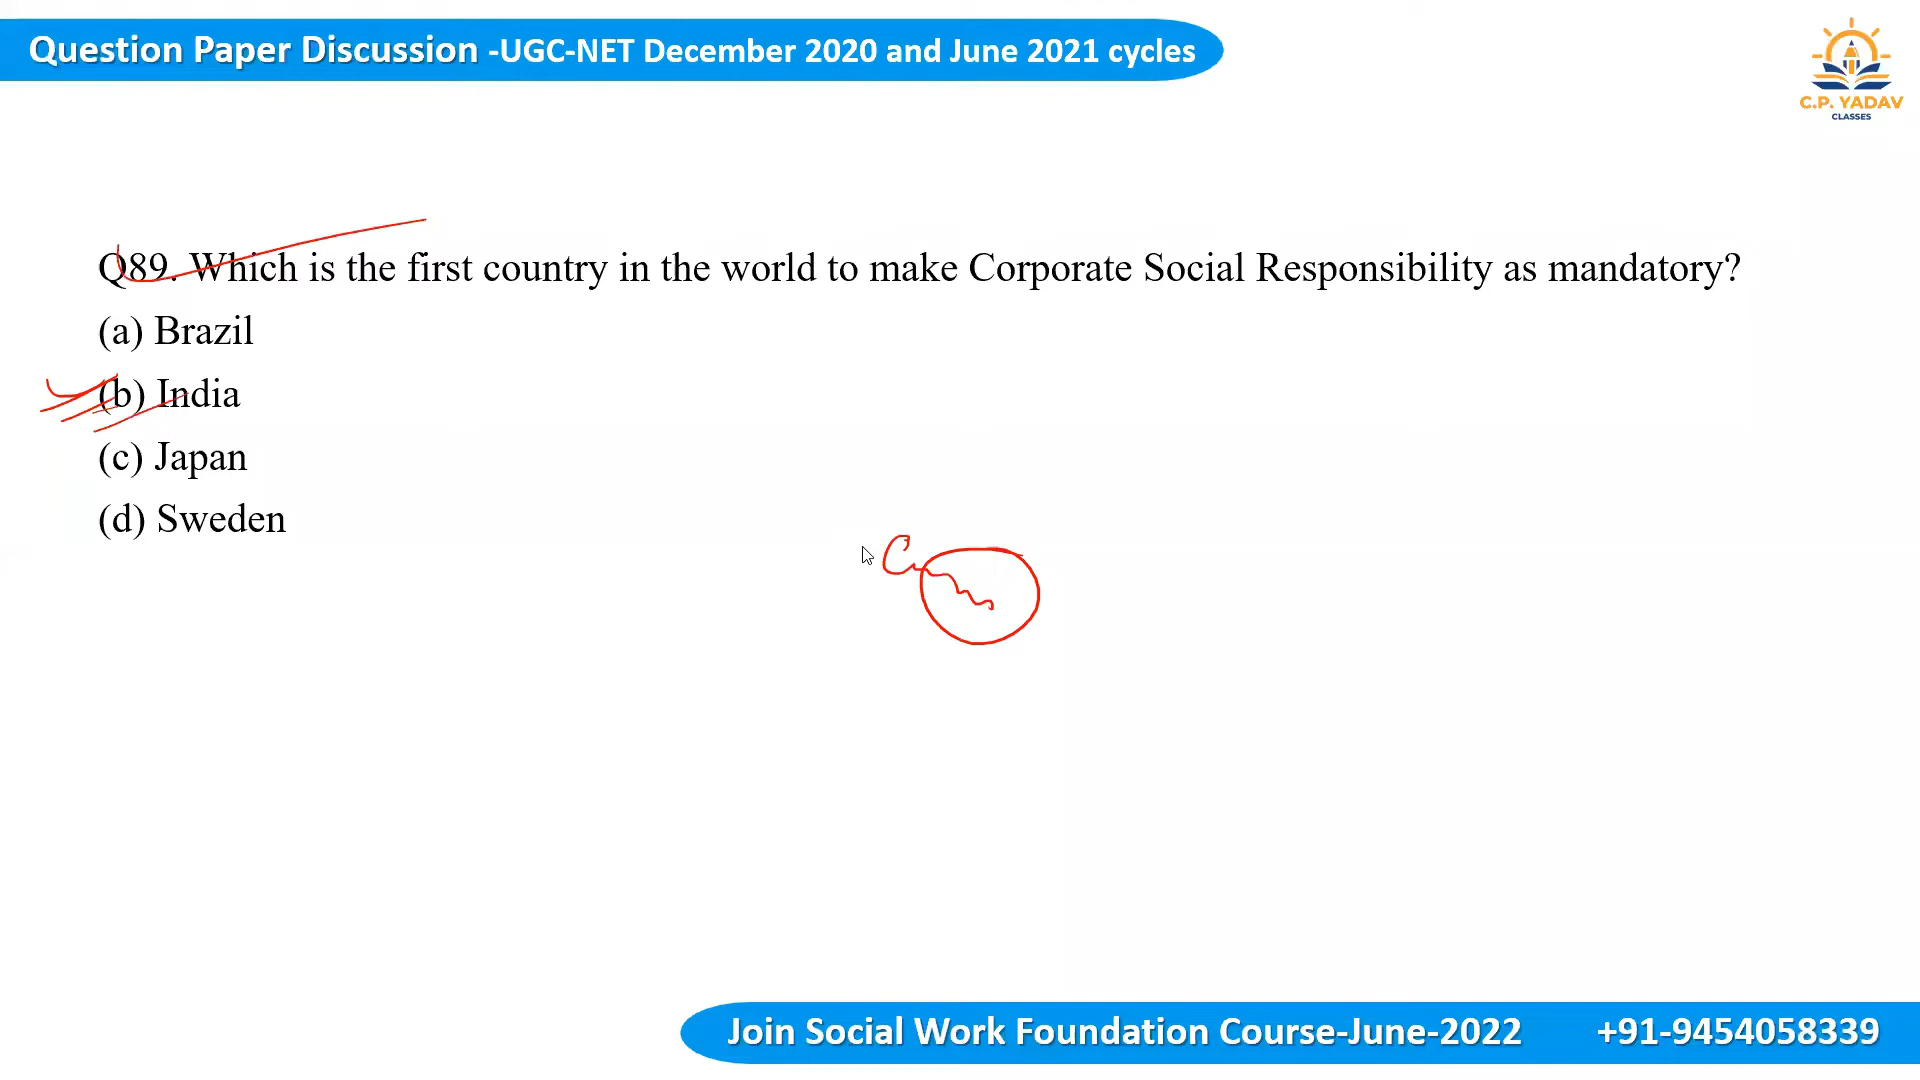 Question Paper Discussion -UGC-NET December 2020 and June 2021 cycles
C.P. YADAV
CLASSES
Q89. Which is the first country in the world to make Corporate Social Responsibility as mandatory?
(a) Brazil
(b) India
(c) Japan
(d) Sweden
Join Social Work Foundation Course-June-2022 +91-9454058339